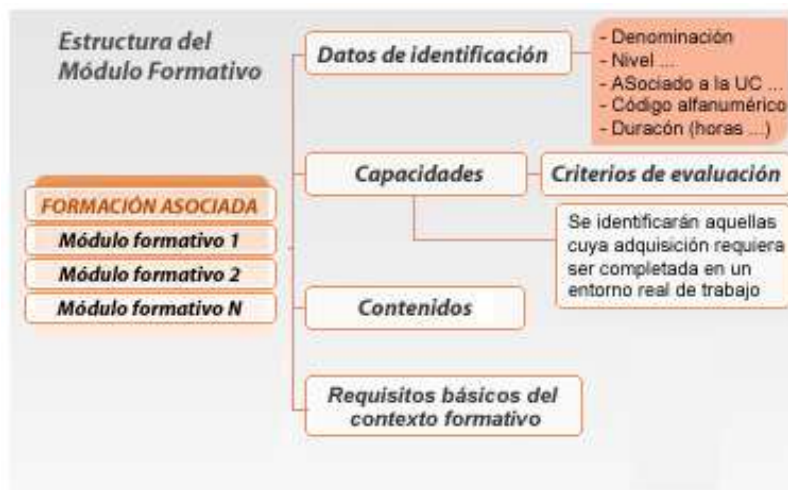 Estructura del
Módulo Formativo
FORMACIÓN ASOCIADA
Módulo formativo 1
Módulo formativo 2
Módulo formativo N
Datos de identificación
- Denominación
- Nivel ...
- ASociado a la UC ...
- Código alfanumérico
- Duracón (horas ...)
Capacidades
Criterios de evaluación
Se identificarán aquellas
cuya adquisición requiera
ser completada en un
entorno real de trabajo
Contenidos
Requisitos básicos del
contexto formativo